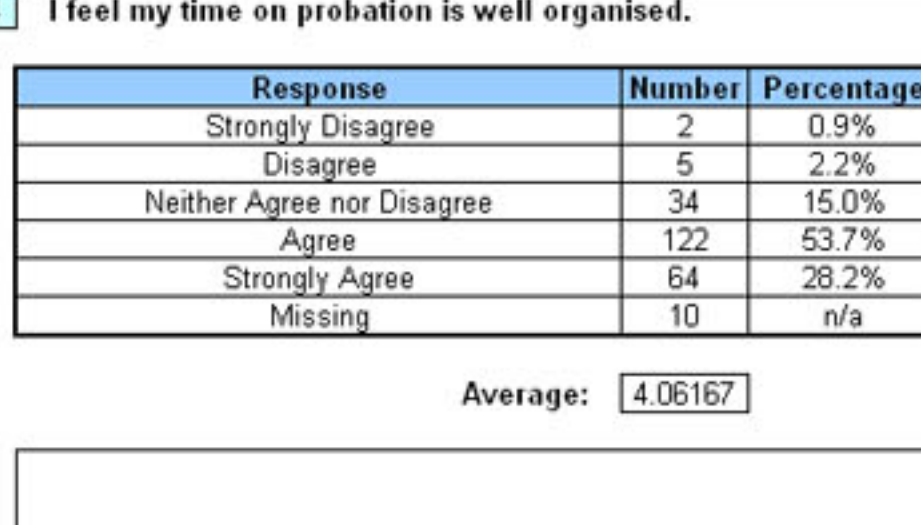 I feel my time on probation is well organised.
Response Number Percentage
Strongly Disagree 2 0.9%
Disagree 5 2.2%
Neither Agree nor Disagree 34 15.0%
Agree 122 53.7%
Strongly Agree 64 28.2%
Missing 10 n/a
Average: 4.06167